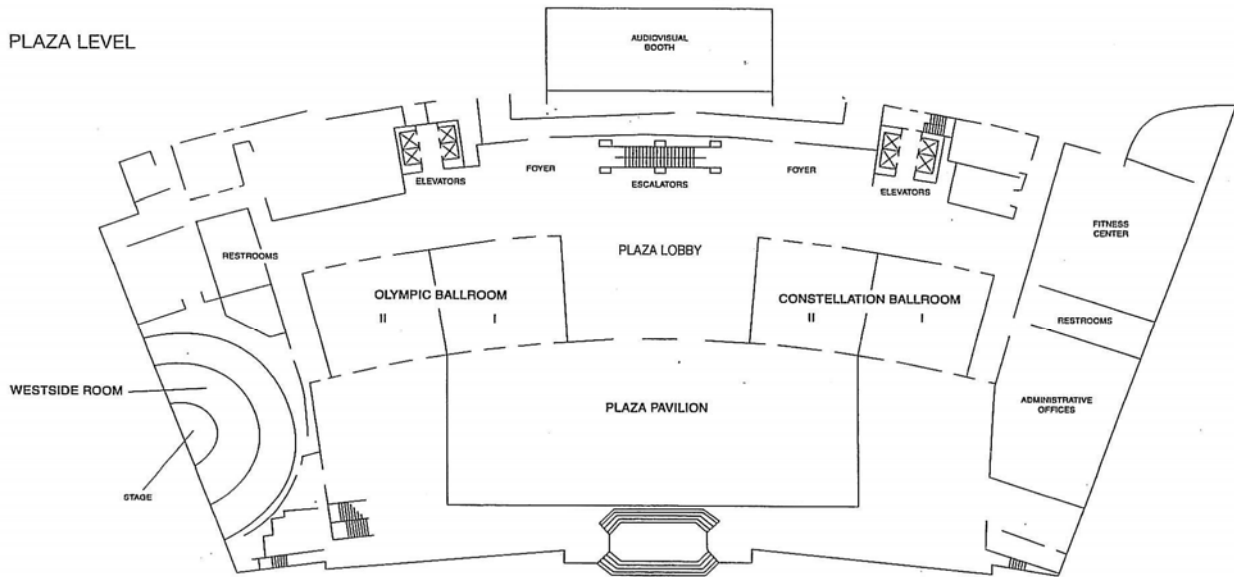 PLAZA LEVEL
AUDIOVISUAL
BOOTH
ELEVATORS
FOYER
ESCALATORS
FOYER
ELEVATORS
FITNESS
CENTER
RESTROOMS
PLAZA LOBBY
OLYMPIC BALLROOM
II
I
CONSTELLATION BALLROOM
II
I
RESTROOMS
WESTSIDE ROOM
PLAZA PAVILION
ADMINISTRATIVE
OFFICES
STAGE